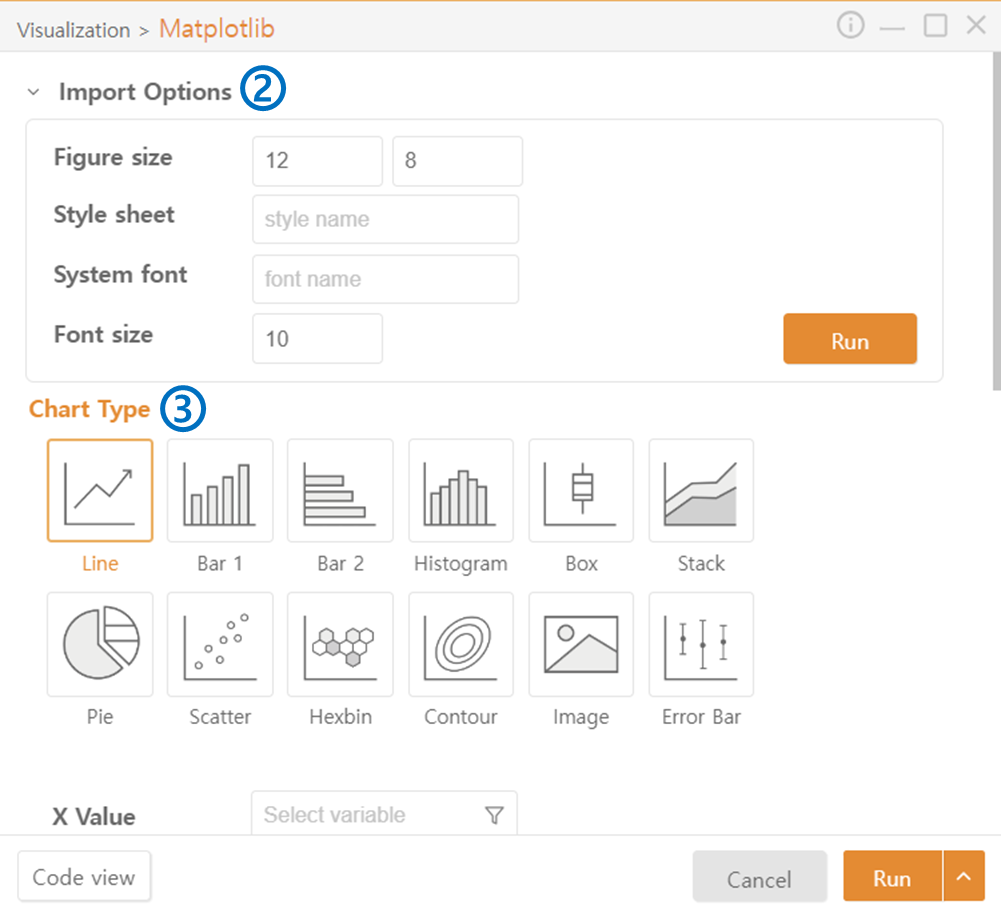 Visualization > Matplotlib
Import Options ②
Figure size 12 8
Style sheet style name
System font font name
Font size 10
Run
Chart Type ③
Line Bar 1 Bar 2 Histogram Box Stack
Pie Scatter Hexbin Contour Image Error Bar
X Value Select variable
Code view Cancel Run